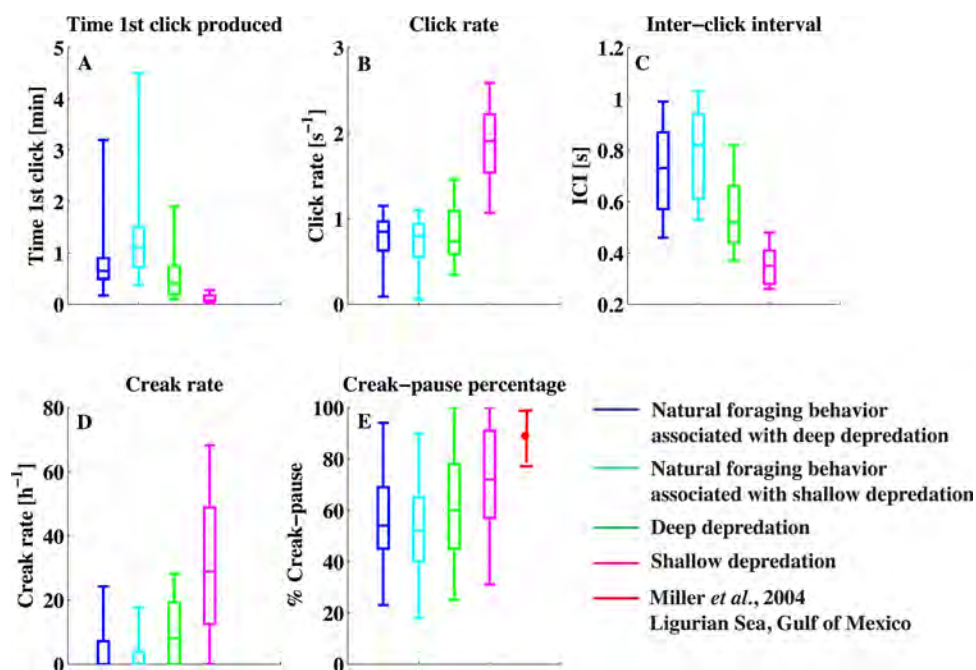 Time 1st click produced
Click rate
Inter−click interval
A
B
C
5
4
3
2
1
0
Time 1st click [min]
3
2
1
0
Click rate [s⁻¹]
1.2
1
0.8
0.6
0.4
0.2
ICI [s]
Creak rate
Creak−pause percentage
D
E
80
60
40
20
0
Creak rate [h⁻¹]
100
80
60
40
20
0
% Creak−pause
Natural foraging behavior
associated with deep depredation
Natural foraging behavior
associated with shallow depredation
Deep depredation
Shallow depredation
Miller et al., 2004
Ligurian Sea, Gulf of Mexico